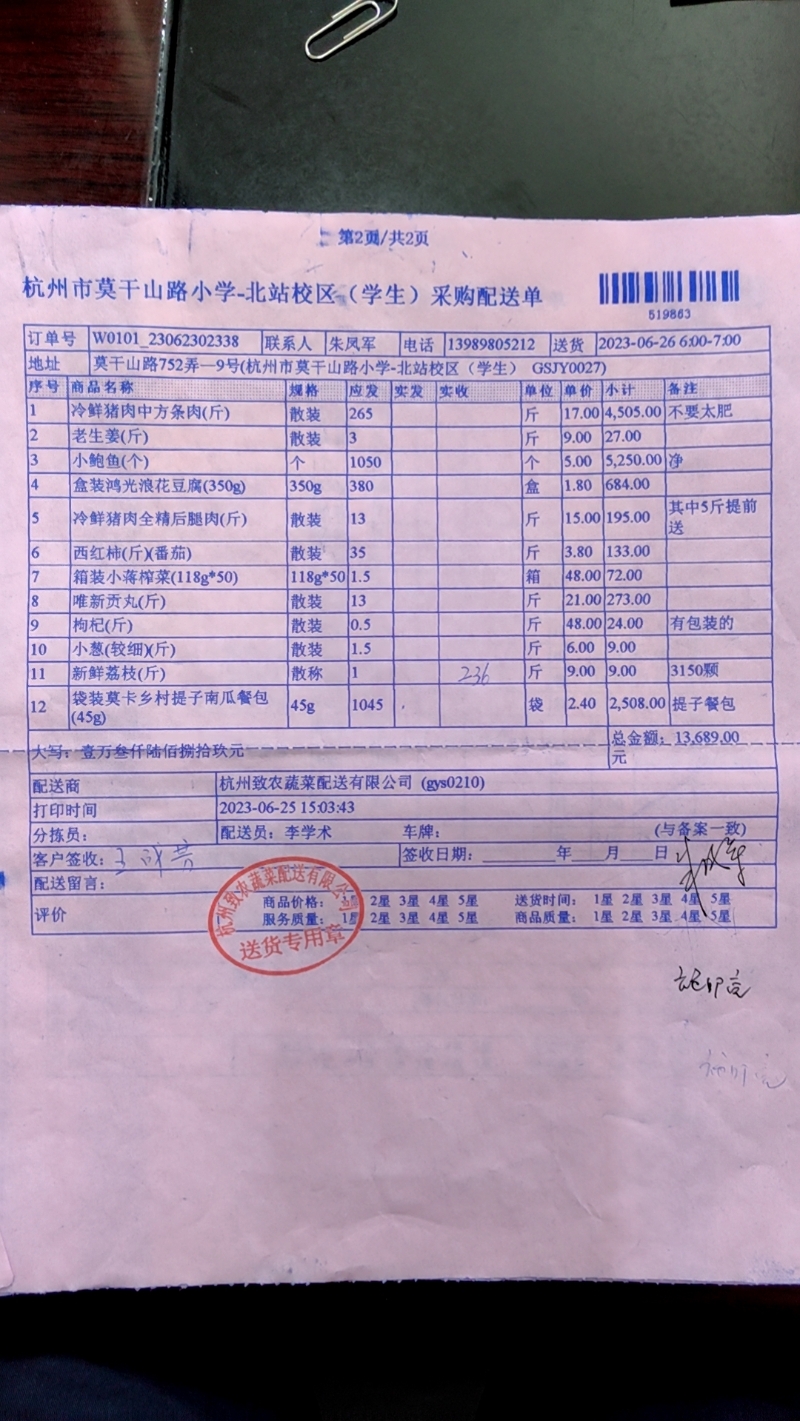 第2页/共2页
杭州市莫干山路小学-北站校区-（学生）采购配送单
519863
订单号 W0101_23062302338 联系人 朱凤军 电话 13989805212 送货 2023-06-26 6:00-7:00
地址 莫干山路752弄—9号(杭州市莫干山路小学-北站校区（学生） GSJY0027)
序号 商品名称 规格 应发 实发 实收 单位 单价 小计 备注
1 冷鲜猪肉中方条肉(斤) 散装 265 斤 17.00 4,505.00 不要太肥
2 老生姜(斤) 散装 3 斤 9.00 27.00
3 小鲍鱼(个) 个 1050 个 5.00 5,250.00 净
4 盒装鸿光浪花豆腐(350g) 350g 380 盒 1.80 684.00
5 冷鲜猪肉全精后腿肉(斤) 散装 13 斤 15.00 195.00 其中5斤提前
送
6 西红柿(斤)(番茄) 散装 35 斤 3.80 133.00
7 箱装小蒋榨菜(118g*50) 118g*50 1.5 箱 48.00 72.00
8 唯新贡丸(斤) 散装 13 斤 21.00 273.00
9 枸杞(斤) 散装 0.5 斤 48.00 24.00 有包装的
10 小葱(较细)(斤) 散装 1.5 斤 6.00 9.00
11 新鲜荔枝(斤) 散称 1 236 斤 9.00 9.00 3150颗
12 袋装莫卡乡村提子南瓜餐包
(45g) 45g 1045 袋 2.40 2,508.00 提子餐包
大写：壹万叁仟陆佰捌拾玖元 总金额：13,689.00
元
配送商 杭州致农蔬菜配送有限公司 (gys0210)
打印时间 2023-06-25 15:03:43
分拣员： 配送员：李学术 车牌： (与备案一致)
客户签收： 签收日期： 年 月 日
配送留言：
评价 商品价格：1星 2星 3星 4星 5星 送货时间：1星 2星 3星 4星 5星
服务质量：1星 2星 3星 4星 5星 商品质量：1星 2星 3星 4星 5星
杭州致农蔬菜配送有限公司
送货专用章